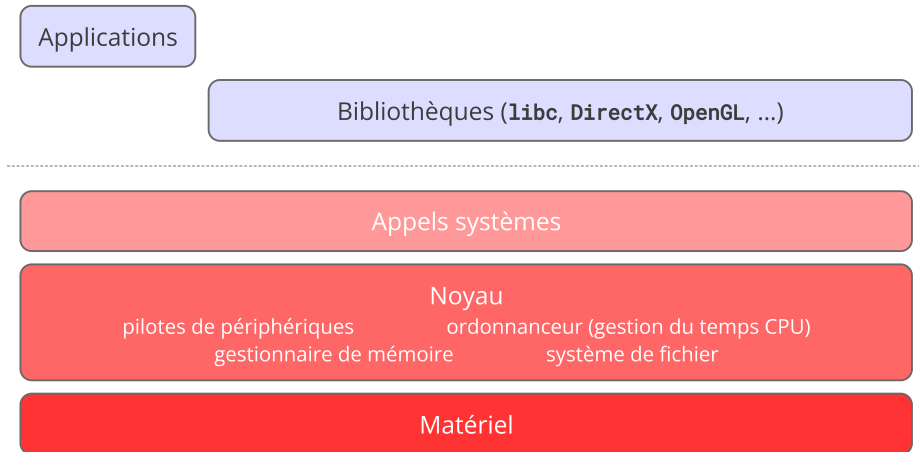 Applications
Bibliothèques (libc, DirectX, OpenGL, ...)
Appels systèmes
Noyau
pilotes de périphériques ordonnanceur (gestion du temps CPU)
gestionnaire de mémoire système de fichier
Matériel